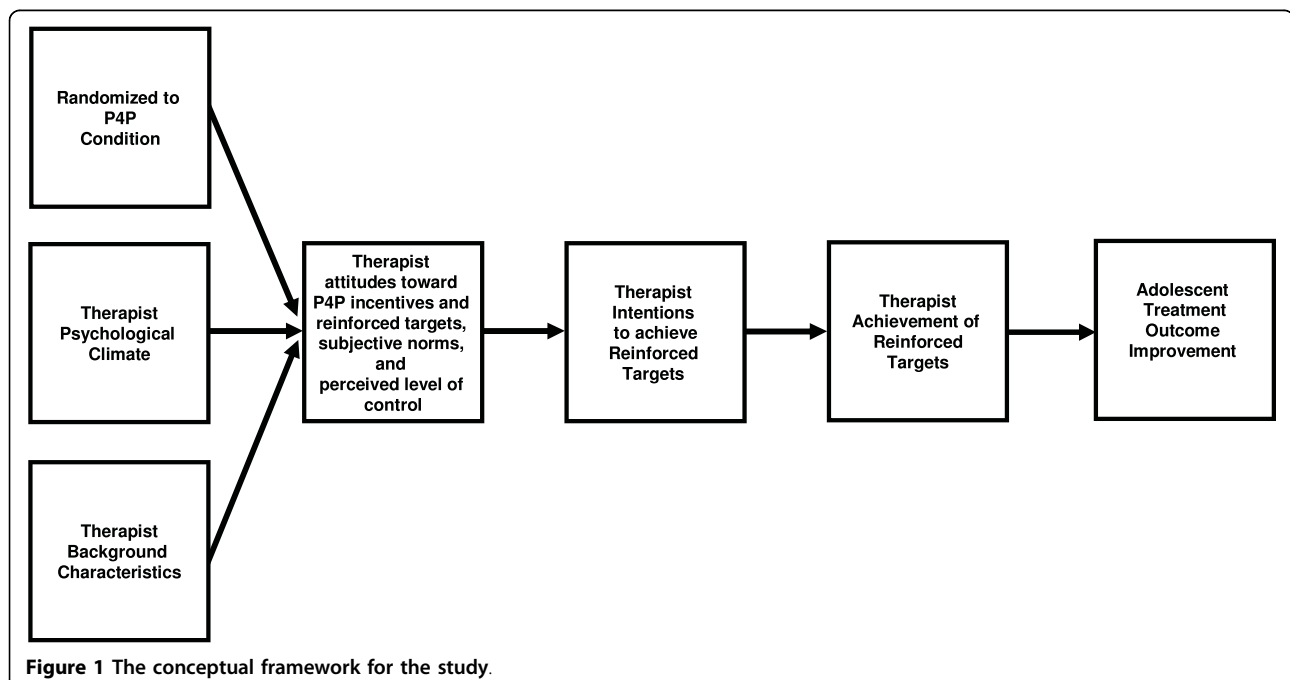 Randomized to
P4P
Condition
Therapist
Psychological
Climate
Therapist
Background
Characteristics
Therapist
attitudes toward
P4P incentives and
reinforced targets,
subjective norms,
and
perceived level of
control
Therapist
Intentions
to achieve
Reinforced
Targets
Therapist
Achievement of
Reinforced
Targets
Adolescent
Treatment
Outcome
Improvement
Figure 1 The conceptual framework for the study.